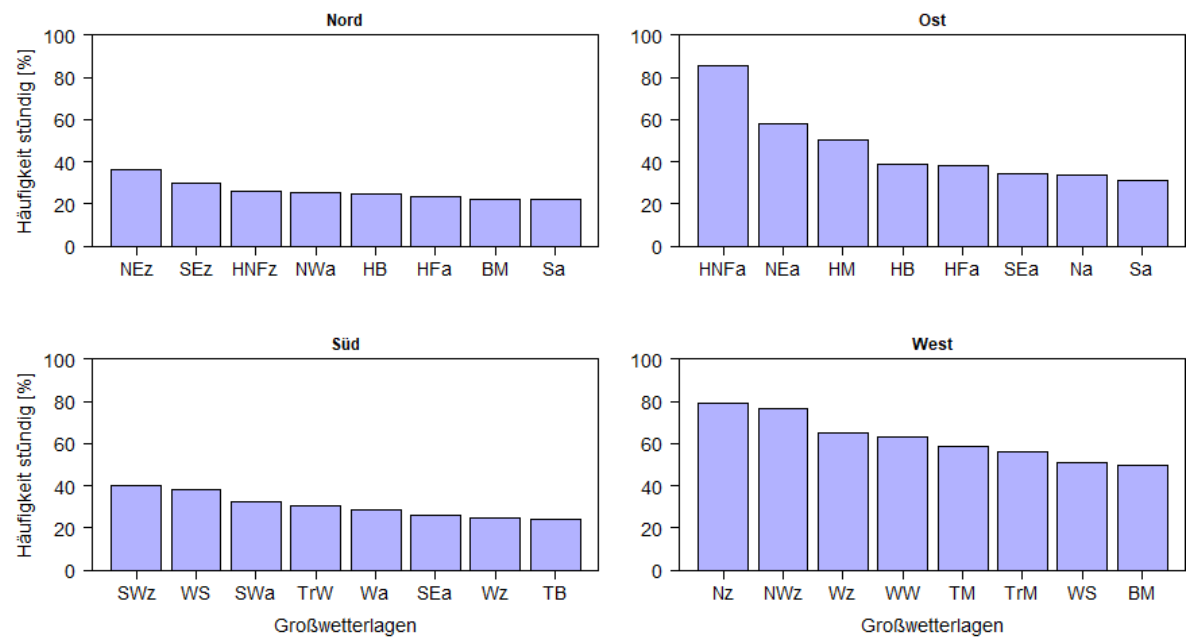 Nord
Häufigkeit stündig [%]
100
80
60
40
20
0
NEz SEz HNFz NWa HB HFa BM Sa
Ost
100
80
60
40
20
0
HNFa NEa HM HB HFa SEa Na Sa
Süd
Häufigkeit stündig [%]
100
80
60
40
20
0
SWz WS SWa TrW Wa SEa Wz TB
Großwetterlagen
West
100
80
60
40
20
0
Nz NWz Wz WW TM TrM WS BM
Großwetterlagen